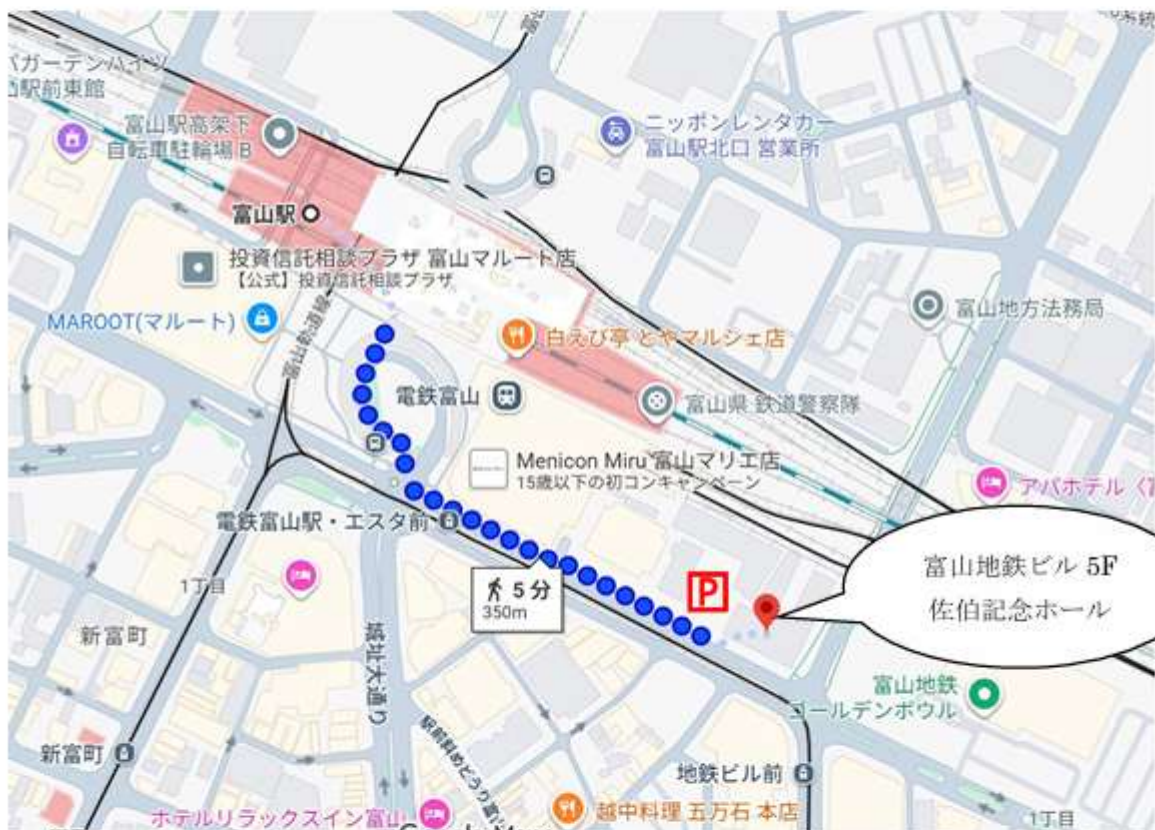 パガーデンハイツ
山駅前東館
富山駅高架下
自転車駐輪場 B
ニッポンレンタカー
富山駅北口 営業所
富山駅
投資信託相談プラザ 富山マルート店
【公式】投資信託相談プラザ
MAROOT(マルート)
富山軌道線
富山地方法務局
白えび亭 とやマルシェ店
電鉄富山
富山県 鉄道警察隊
Menicon Miru 富山マリエ店
15歳以下の初コンキャンペーン
アパホテル〈富
電鉄富山駅・エスタ前
5 分
350m
P
富山地鉄ビル 5F
佐伯記念ホール
1丁目
新富町
城址大通り
富山地鉄
ゴールデンボウル
新富町
地鉄ビル前
ホテルリラックスイン富山
越中料理 五万石 本店
1丁目